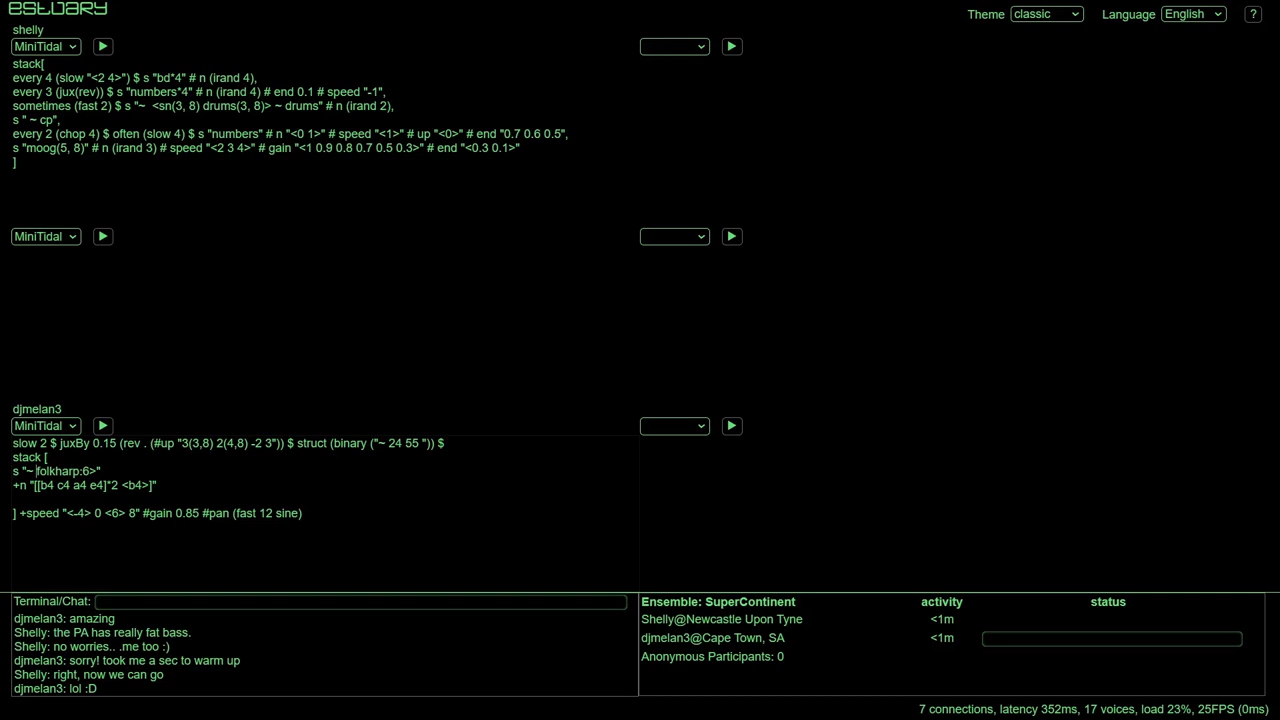 estuary
Theme classic Language English ?
shelly
MiniTidal
stack[
every 4 (slow "<2 4>") $ s "bd*4" # n (irand 4),
every 3 (jux(rev)) $ s "numbers*4" # n (irand 4) # end 0.1 # speed "-1",
sometimes (fast 2) $ s "~  <sn(3, 8) drums(3, 8)> ~ drums" # n (irand 2),
s " ~ cp",
every 2 (chop 4) $ often (slow 4) $ s "numbers" # n "<0 1>" # speed "<1>" # up "<0>" # end "0.7 0.6 0.5",
s "moog(5, 8)" # n (irand 3) # speed "<2 3 4>" # gain "<1 0.9 0.8 0.7 0.5 0.3>" # end "<0.3 0.1>"
]
MiniTidal
djmelan3
MiniTidal
slow 2 $ juxBy 0.15 (rev . (#up "3(3,8) 2(4,8) -2 3")) $ struct (binary ("~ 24 55 ")) $
stack [
s "~ folkharp:6>"
+n "[[b4 c4 a4 e4]*2 <b4>]"
] +speed "<-4> 0 <6> 8" #gain 0.85 #pan (fast 12 sine)
Terminal/Chat:
djmelan3: amazing
Shelly: the PA has really fat bass.
Shelly: no worries.. .me too :)
djmelan3: sorry! took me a sec to warm up
Shelly: right, now we can go
djmelan3: lol :D
Ensemble: SuperContinent activity status
Shelly@Newcastle Upon Tyne <1m
djmelan3@Cape Town, SA <1m
Anonymous Participants: 0
7 connections, latency 352ms, 17 voices, load 23%, 25FPS (0ms)